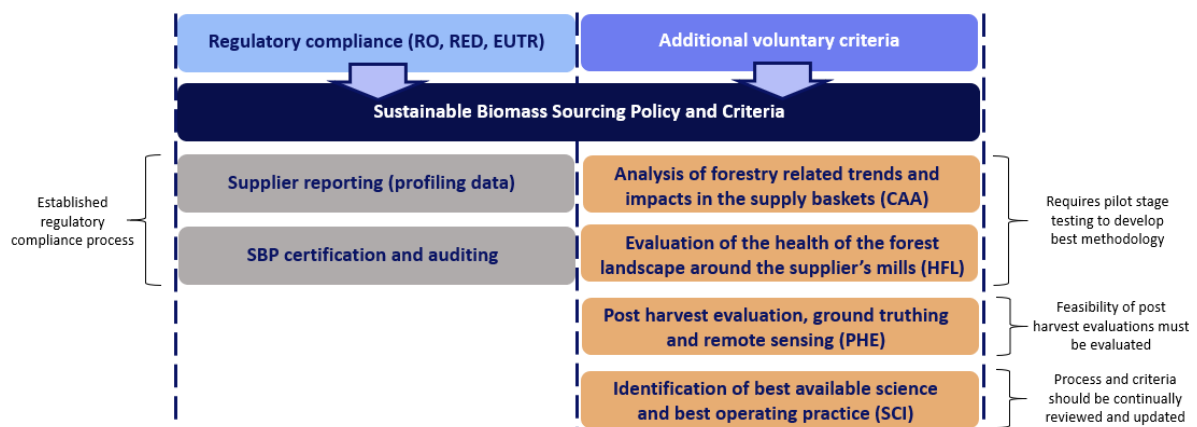 Regulatory compliance (RO, RED, EUTR)
Additional voluntary criteria
Sustainable Biomass Sourcing Policy and Criteria
Established
regulatory
compliance process
Supplier reporting (profiling data)
SBP certification and auditing
Analysis of forestry related trends and
impacts in the supply baskets (CAA)
Evaluation of the health of the forest
landscape around the supplier’s mills (HFL)
Requires pilot stage
testing to develop
best methodology
Post harvest evaluation, ground truthing
and remote sensing (PHE)
Feasibility of post
harvest evaluations must
be evaluated
Identification of best available science
and best operating practice (SCI)
Process and criteria
should be continually
reviewed and updated